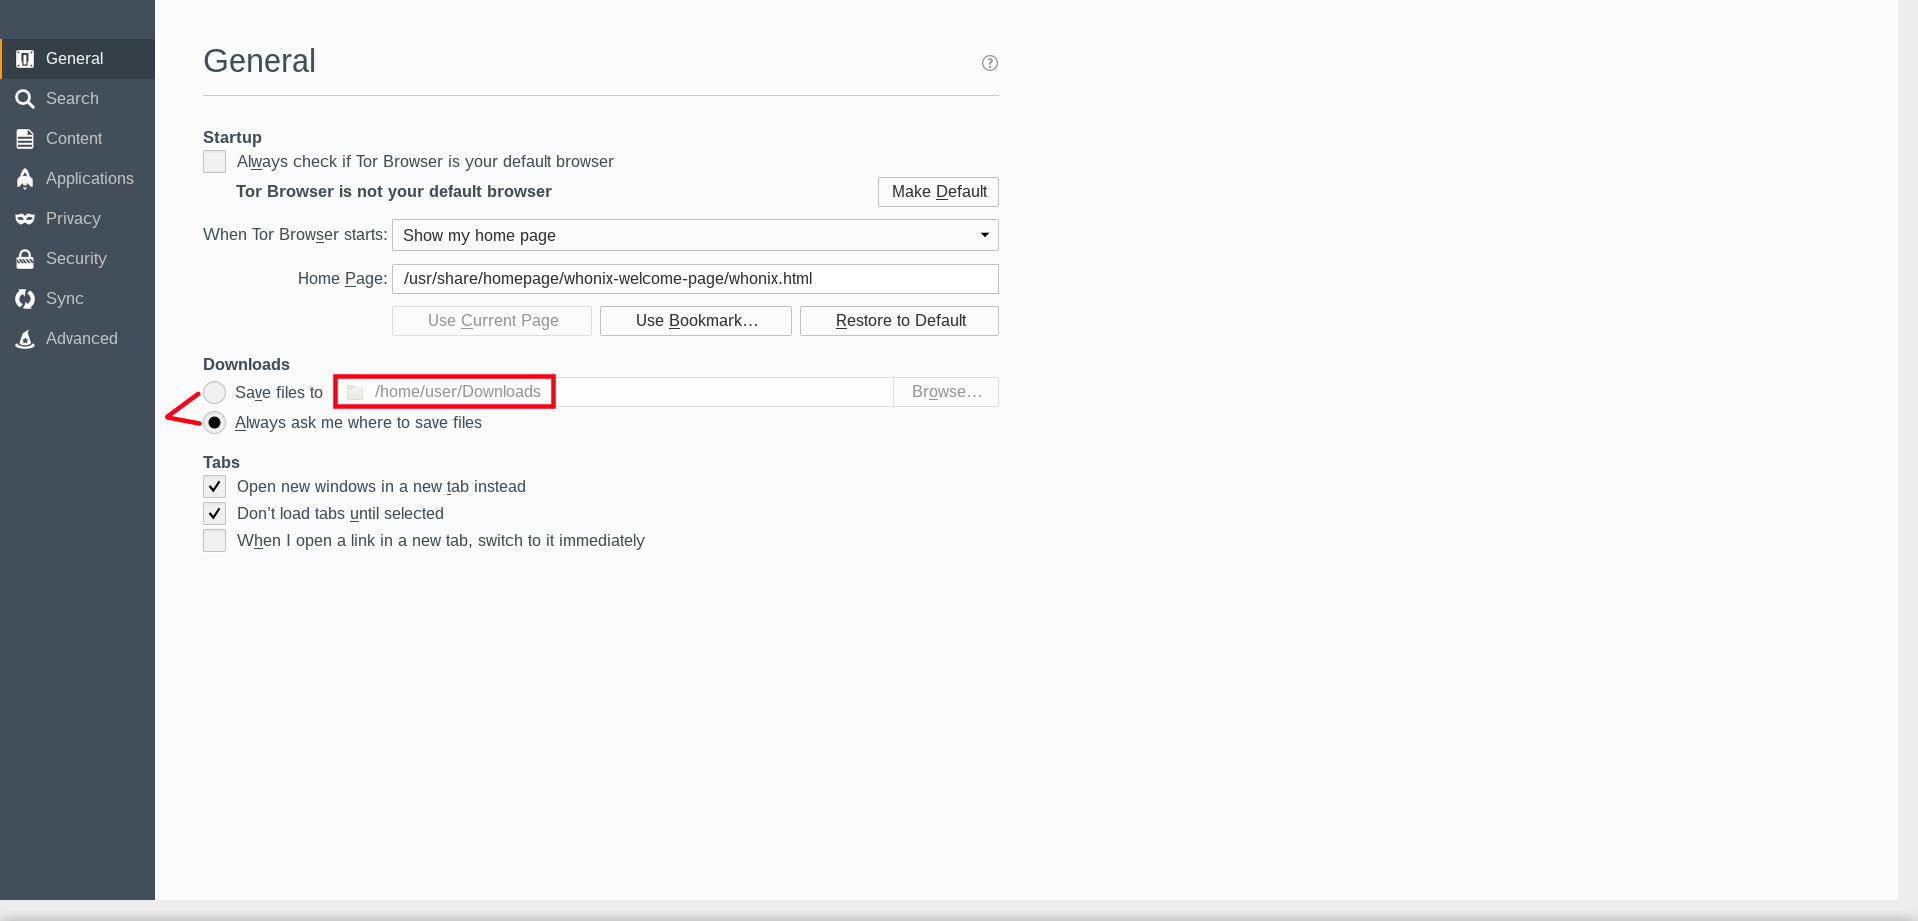 General
Search
Content
Applications
Privacy
Security
Sync
Advanced
General
?
Startup
Always check if Tor Browser is your default browser
Tor Browser is not your default browser
Make Default
When Tor Browser starts: Show my home page
Home Page: /usr/share/homepage/whonix-welcome-page/whonix.html
Use Current Page Use Bookmark… Restore to Default
Downloads
Save files to /home/user/Downloads Browse…
Always ask me where to save files
Tabs
Open new windows in a new tab instead
Don’t load tabs until selected
When I open a link in a new tab, switch to it immediately